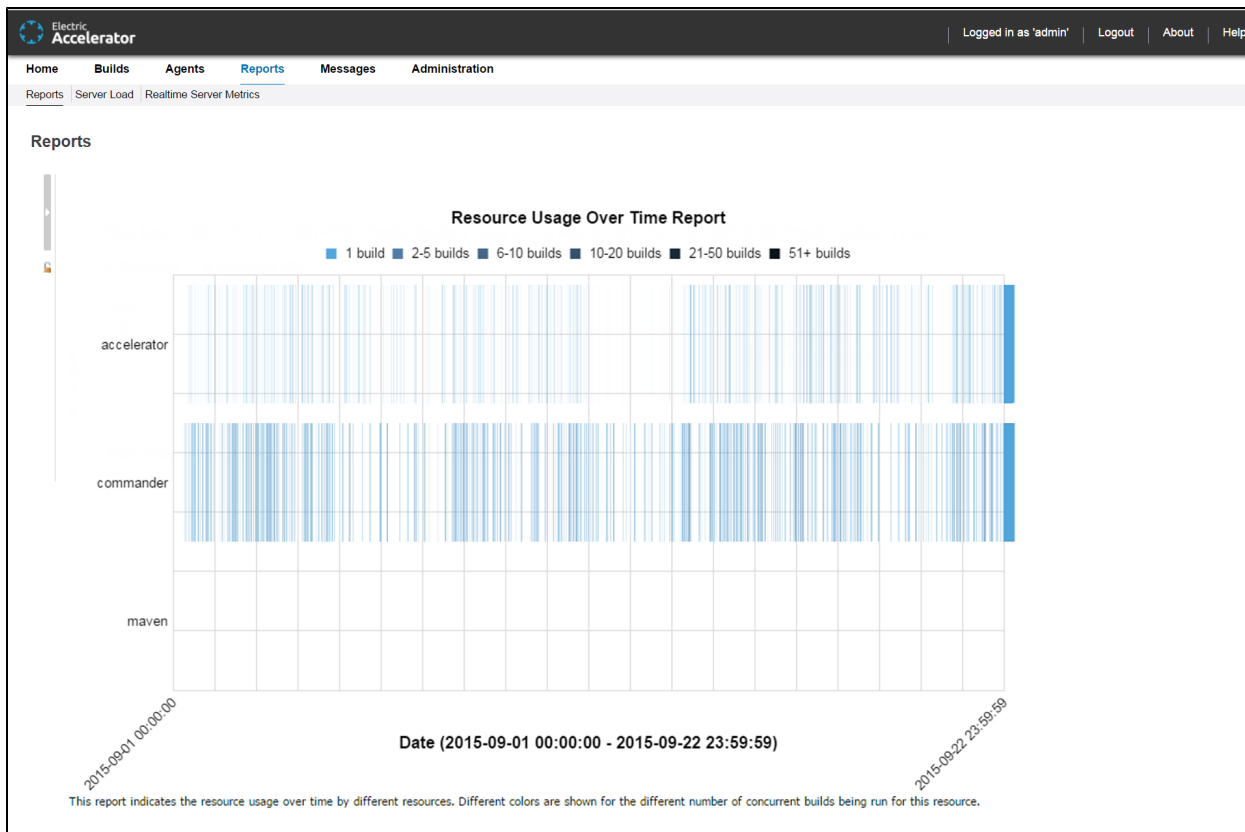 Electric
Accelerator
Logged in as 'admin' Logout About Help
Home Builds Agents Reports Messages Administration
Reports Server Load Realtime Server Metrics
Reports
Resource Usage Over Time Report
1 build 2-5 builds 6-10 builds 10-20 builds 21-50 builds 51+ builds
accelerator
commander
maven
2015-09-01 00:00:00
2015-09-22 23:59:59
Date (2015-09-01 00:00:00 - 2015-09-22 23:59:59)
This report indicates the resource usage over time by different resources. Different colors are shown for the different number of concurrent builds being run for this resource.